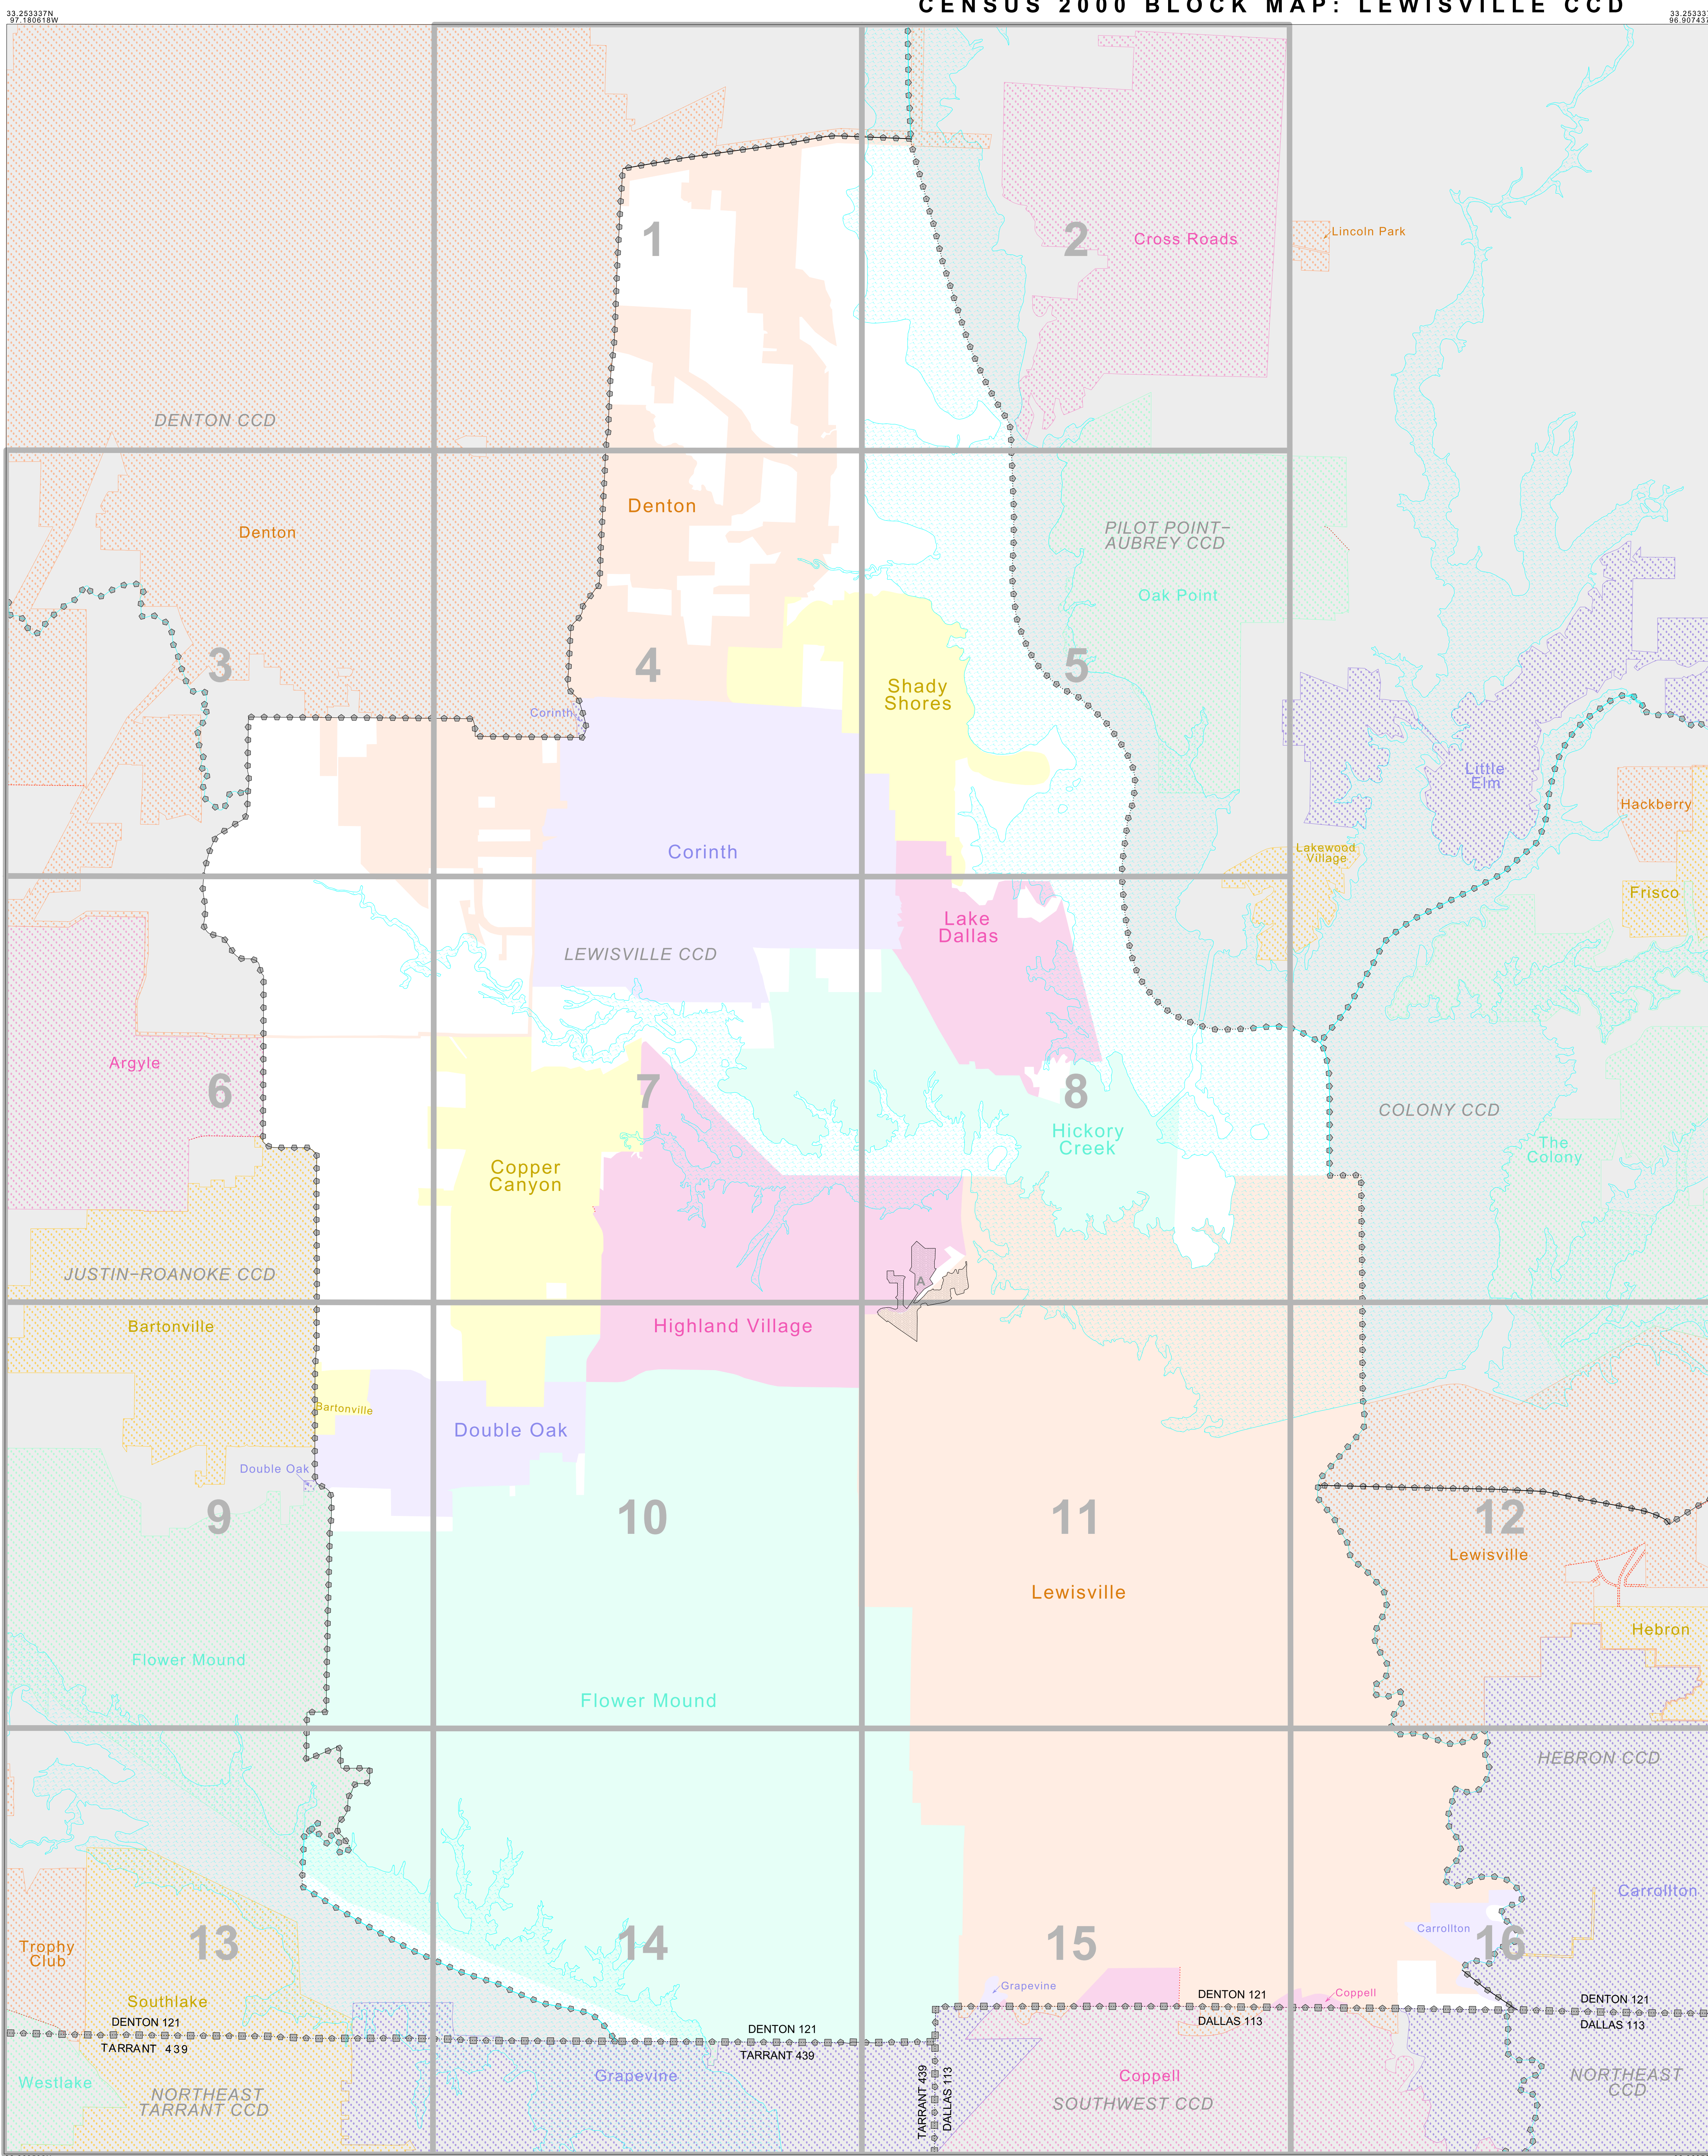 CENSUS 2000 BLOCK MAP: LEWISVILLE CCD
33.253337N
97.180618W
33.253337
96.907437
1
2
Cross Roads
Lincoln Park
DENTON CCD
Denton
Denton
PILOT POINT-
AUBREY CCD
Oak Point
3
4
5
Shady
Shores
Corinth
Little
Elm
Hackberry
Corinth
Lakewood
Village
Frisco
Lake
Dallas
LEWISVILLE CCD
Argyle
6
7
8
COLONY CCD
Hickory
Creek
The
Colony
Copper
Canyon
JUSTIN-ROANOKE CCD
A
Bartonville
Highland Village
Bartonville
Double Oak
Double Oak
9
10
11
12
Lewisville
Lewisville
Hebron
Flower Mound
Flower Mound
HEBRON CCD
Carrollton
Carrollton
13
14
15
16
Trophy
Club
Southlake
Grapevine
Coppell
DENTON 121
TARRANT 439
DENTON 121
TARRANT 439
DENTON 121
DALLAS 113
DENTON 121
DALLAS 113
TARRANT 439
DALLAS 113
Westlake
NORTHEAST
TARRANT CCD
Grapevine
Coppell
SOUTHWEST CCD
NORTHEAST
CCD